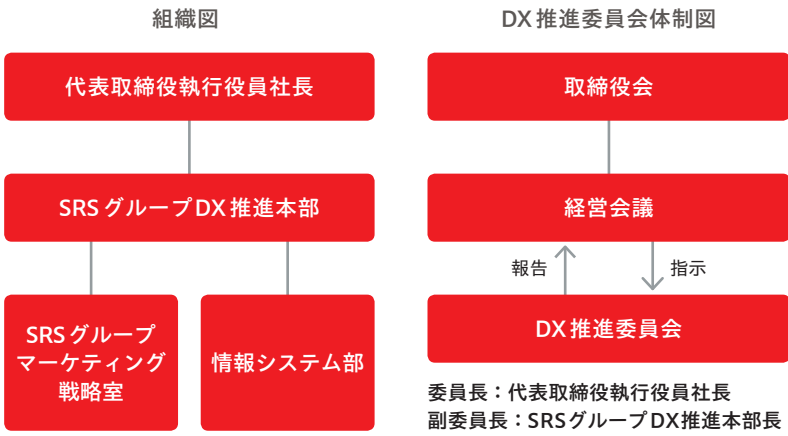 組織図
代表取締役執行役員社長
SRSグループDX推進本部
SRSグループ
マーケティング
戦略室
情報システム部
DX推進委員会体制図
取締役会
経営会議
報告
指示
DX推進委員会
委員長：代表取締役執行役員社長
副委員長：SRSグループDX推進本部長